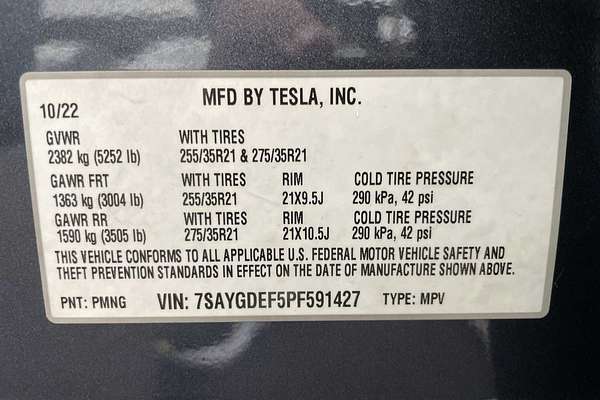 MFD BY TESLA, INC.
10/22
GVWR WITH TIRES
2382 kg (5252 lb) 255/35R21 & 275/35R21
GAWR FRT WITH TIRES RIM COLD TIRE PRESSURE
1363 kg (3004 lb) 255/35R21 21X9.5J 290 kPa, 42 psi
GAWR RR WITH TIRES RIM COLD TIRE PRESSURE
1590 kg (3505 lb) 275/35R21 21X10.5J 290 kPa, 42 psi
THIS VEHICLE CONFORMS TO ALL APPLICABLE U.S. FEDERAL MOTOR VEHICLE SAFETY AND
THEFT PREVENTION STANDARDS IN EFFECT ON THE DATE OF MANUFACTURE SHOWN ABOVE.
PNT: PMNG VIN: 7SAYGDEF5PF591427 TYPE: MPV